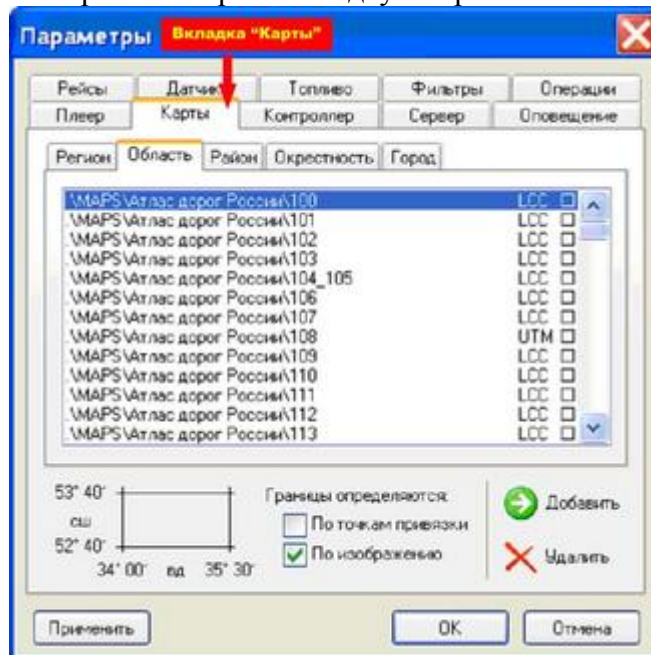 Параметры Вкладка "Карты"
Рейсы Датчики Топливо Фильтры Операции
Плеер Карты Контроллер Сервер Оповещение
Регион Область Район Окрестность Город
.\MAPS\Атлас дорог России\100 LCC
.\MAPS\Атлас дорог России\101 LCC
.\MAPS\Атлас дорог России\102 LCC
.\MAPS\Атлас дорог России\103 LCC
.\MAPS\Атлас дорог России\104_105 LCC
.\MAPS\Атлас дорог России\106 LCC
.\MAPS\Атлас дорог России\107 LCC
.\MAPS\Атлас дорог России\108 UTM
.\MAPS\Атлас дорог России\109 LCC
.\MAPS\Атлас дорог России\110 LCC
.\MAPS\Атлас дорог России\111 LCC
.\MAPS\Атлас дорог России\112 LCC
.\MAPS\Атлас дорог России\113 LCC
53° 40'
сш
52° 40'
34° 00' вд 35° 30'
Границы определяются:
По точкам привязки
По изображению
Добавить
Удалить
Применить OK Отмена